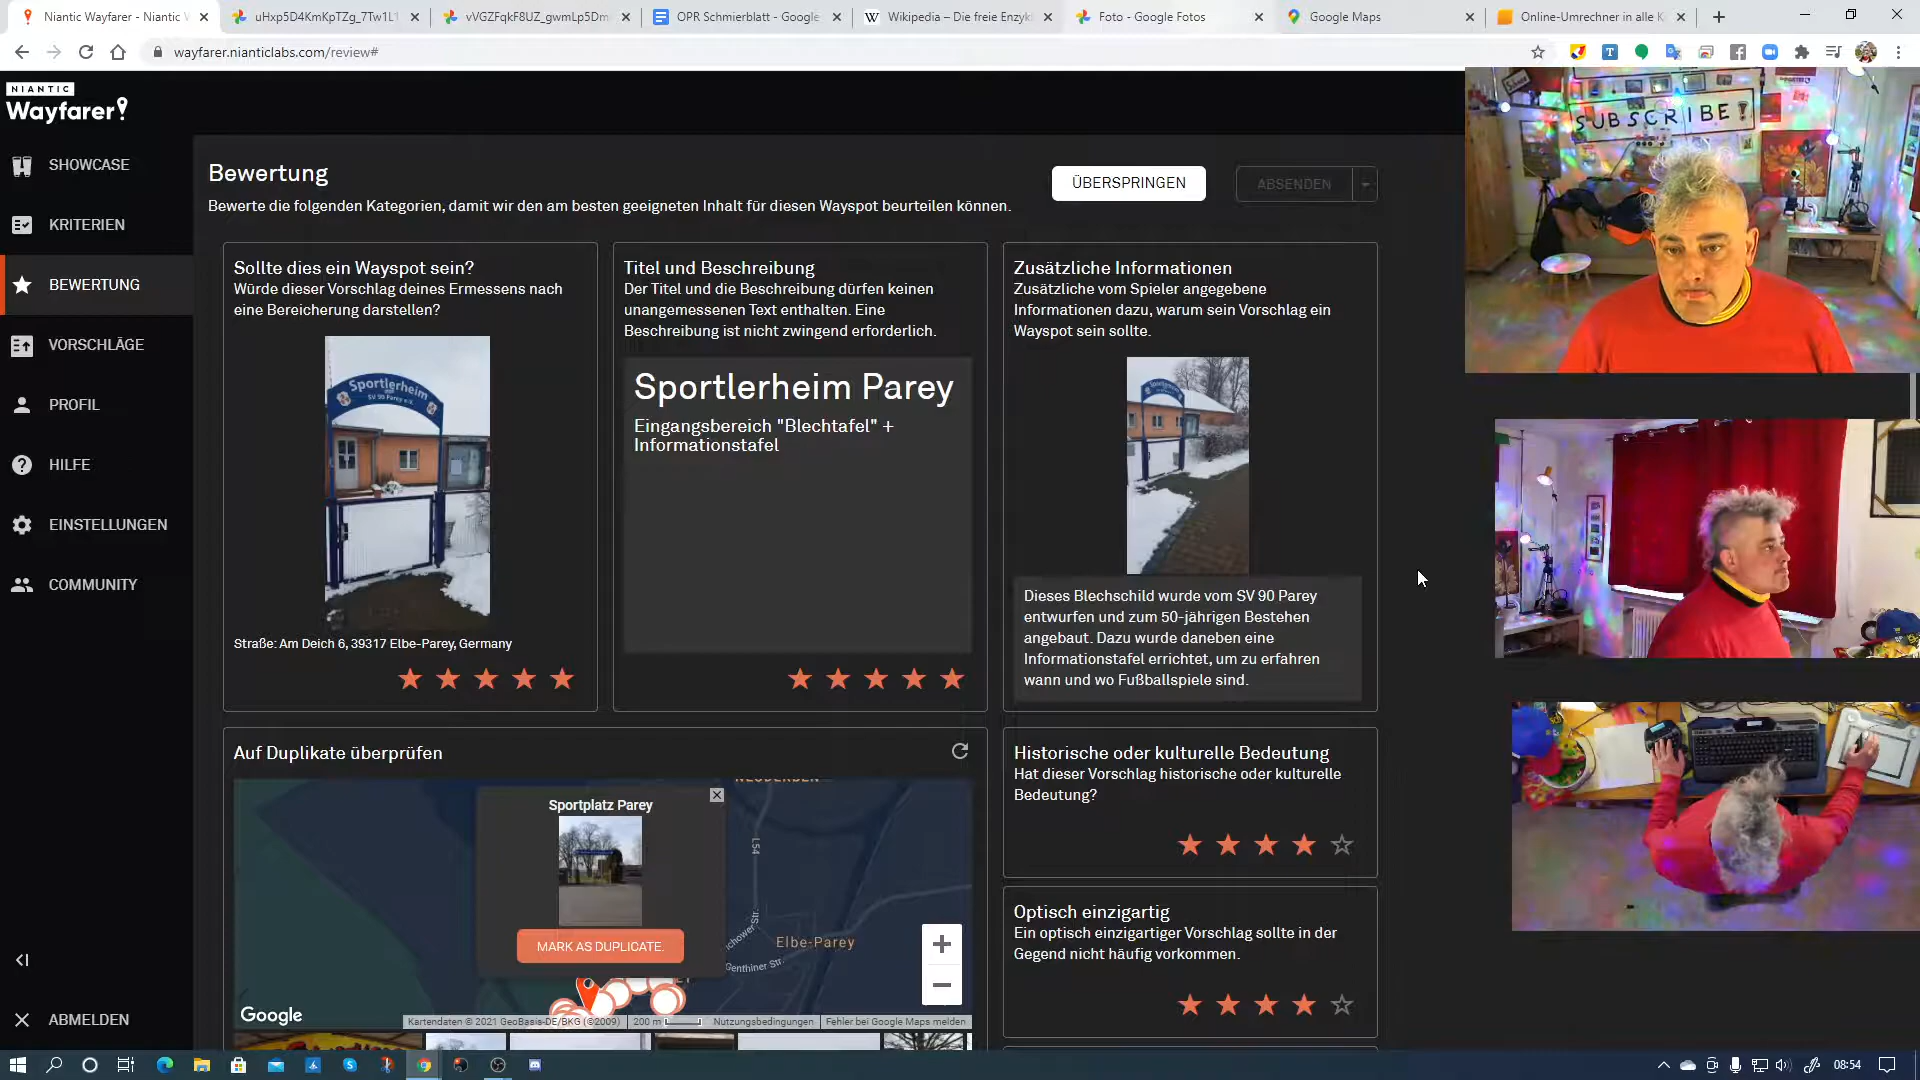 Niantic Wayfarer - Niantic W
uHxp5D4KmKpTZg_7Tw1L1
vVGZFqkF8UZ_gwmLp5Dm
OPR Schmierblatt - Google
Wikipedia – Die freie Enzykl
Foto - Google Fotos
Google Maps
Online-Umrechner in alle K
wayfarer.nianticlabs.com/review#
NIANTIC
Wayfarer
SHOWCASE
KRITERIEN
BEWERTUNG
VORSCHLÄGE
PROFIL
HILFE
EINSTELLUNGEN
COMMUNITY
ABMELDEN
Bewertung
Bewerte die folgenden Kategorien, damit wir den am besten geeigneten Inhalt für diesen Wayspot beurteilen können.
ÜBERSPRINGEN
ABSENDEN
Sollte dies ein Wayspot sein?
Würde dieser Vorschlag deines Ermessens nach
eine Bereicherung darstellen?
Sportlerheim
SV 90 Parey e.V.
Straße: Am Deich 6, 39317 Elbe-Parey, Germany
Titel und Beschreibung
Der Titel und die Beschreibung dürfen keinen
unangemessenen Text enthalten. Eine
Beschreibung ist nicht zwingend erforderlich.
Sportlerheim Parey
Eingangsbereich "Blechtafel" +
Informationstafel
Zusätzliche Informationen
Zusätzliche vom Spieler angegebene
Informationen dazu, warum sein Vorschlag ein
Wayspot sein sollte.
Dieses Blechschild wurde vom SV 90 Parey
entwurfen und zum 50-jährigen Bestehen
angebaut. Dazu wurde daneben eine
Informationstafel errichtet, um zu erfahren
wann und wo Fußballspiele sind.
Auf Duplikate überprüfen
Sportplatz Parey
MARK AS DUPLICATE.
L54
Elbe-Parey
Genthiner Str.
Google
Kartendaten © 2021 GeoBasis-DE/BKG (©2009)
200 m
Nutzungsbedingungen
Fehler bei Google Maps melden
Historische oder kulturelle Bedeutung
Hat dieser Vorschlag historische oder kulturelle
Bedeutung?
Optisch einzigartig
Ein optisch einzigartiger Vorschlag sollte in der
Gegend nicht häufig vorkommen.
SUBSCRIBE!
08:54